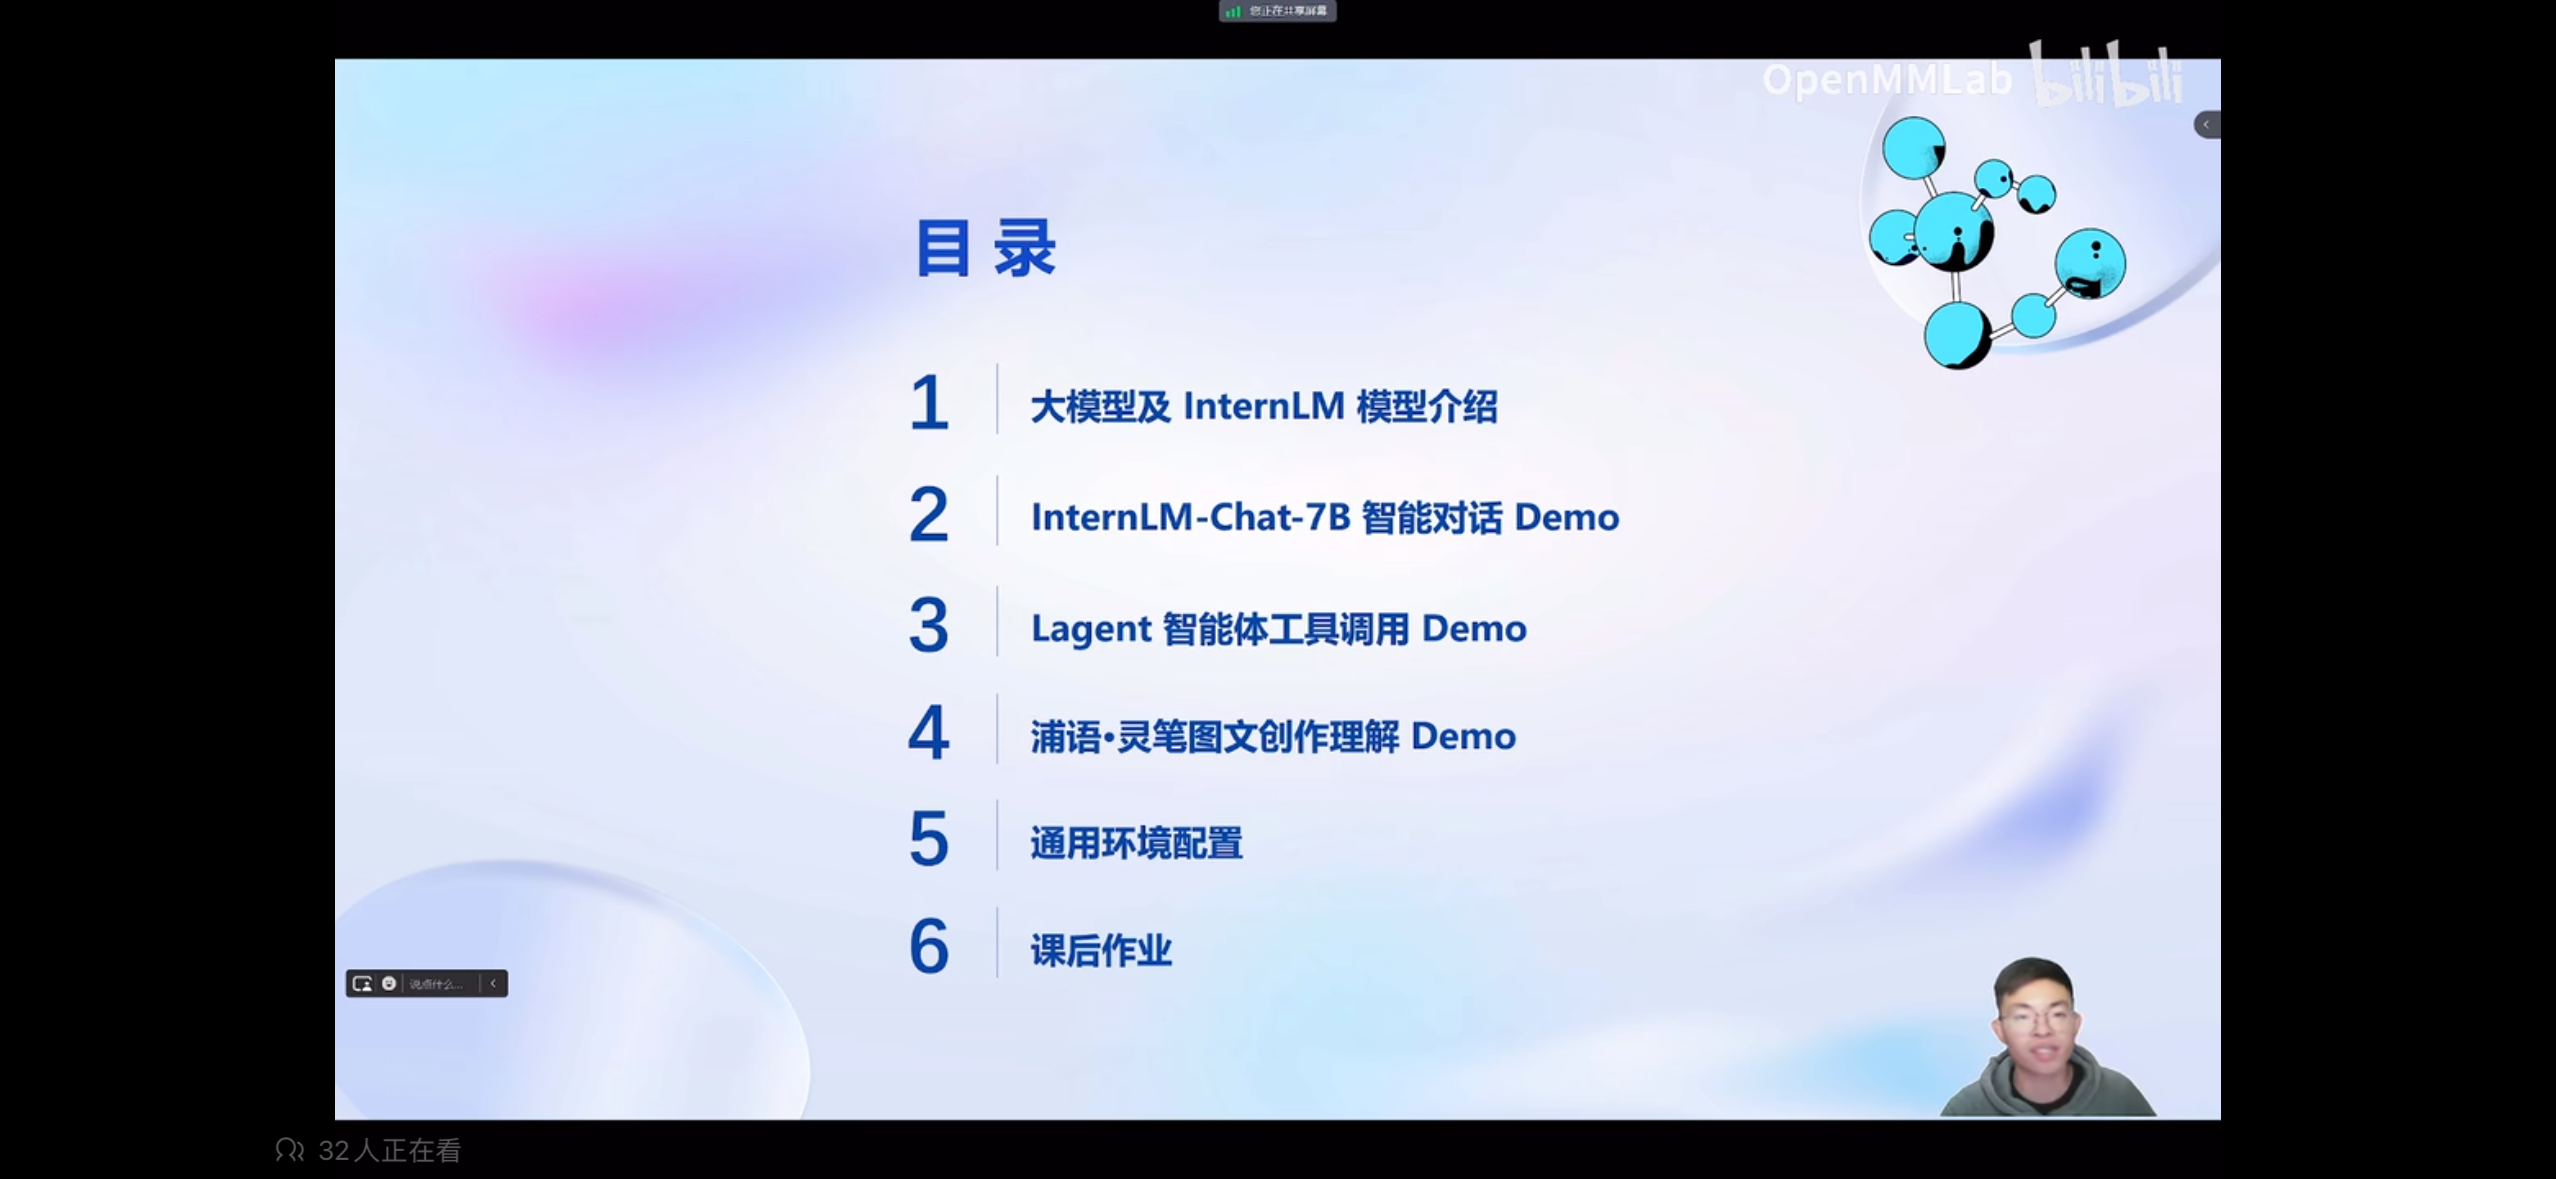 您正在共享屏幕
OpenMMLab bilibili
目录
1 大模型及 InternLM 模型介绍
2 InternLM-Chat-7B 智能对话 Demo
3 Lagent 智能体工具调用 Demo
4 浦语•灵笔图文创作理解 Demo
5 通用环境配置
6 课后作业
说点什么...
32人正在看